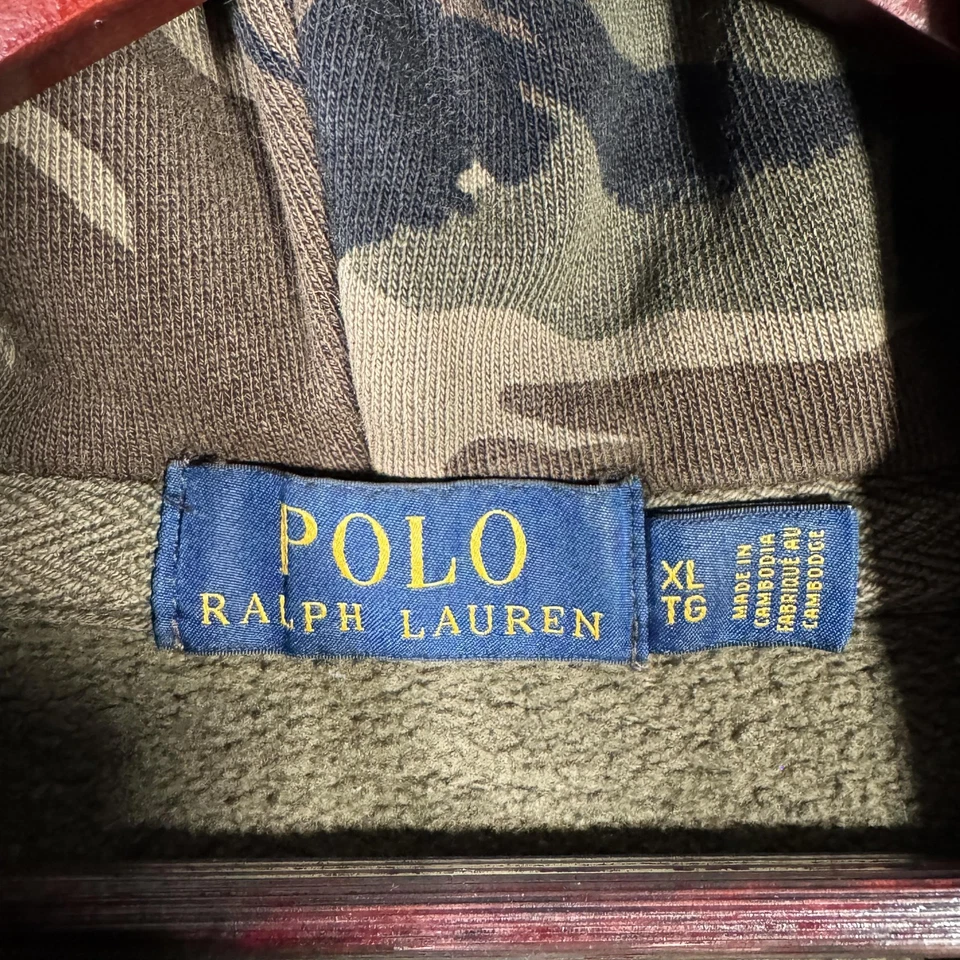 POLO
RALPH LAUREN
XL
TG
MADE IN
CAMBODIA
FABRIQUÉ AU
CAMBODGE